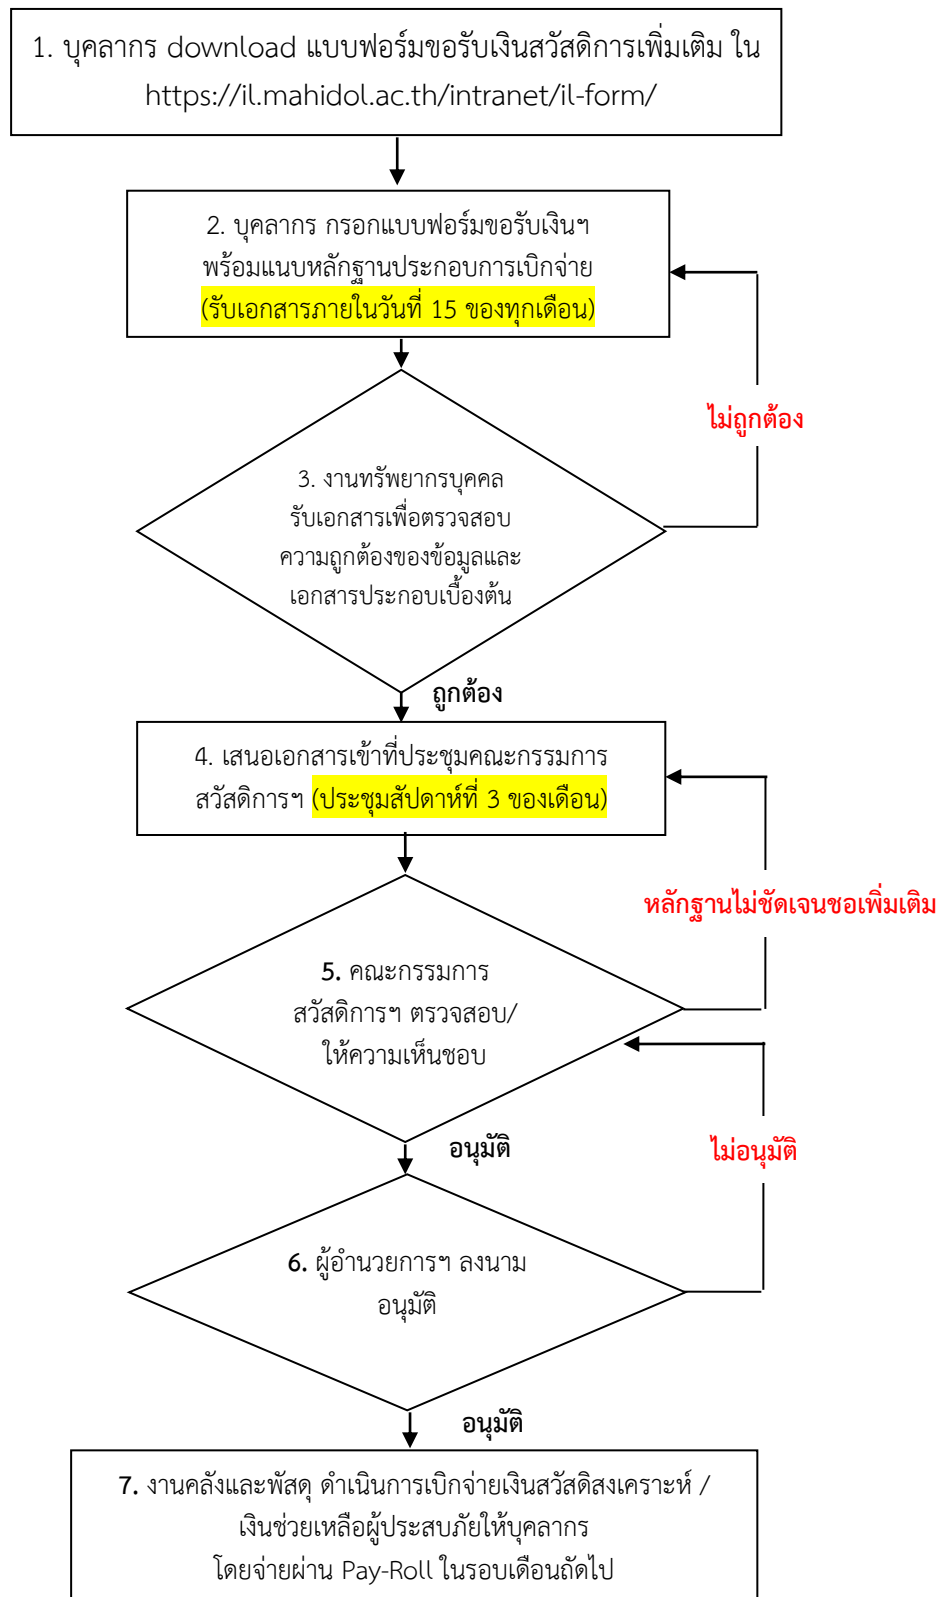 1. บุคลากร download แบบฟอร์มขอรับเงินสวัสดิการเพิ่มเติม ใน
https://il.mahidol.ac.th/intranet/il-form/
2. บุคลากร กรอกแบบฟอร์มขอรับเงินฯ
พร้อมแนบหลักฐานประกอบการเบิกจ่าย
(รับเอกสารภายในวันที่ 15 ของทุกเดือน)
ไม่ถูกต้อง
3. งานทรัพยากรบุคคล
รับเอกสารเพื่อตรวจสอบ
ความถูกต้องของข้อมูลและ
เอกสารประกอบเบื้องต้น
ถูกต้อง
4. เสนอเอกสารเข้าที่ประชุมคณะกรรมการ
สวัสดิการฯ (ประชุมสัปดาห์ที่ 3 ของเดือน)
หลักฐานไม่ชัดเจนชอเพิ่มเติม
5. คณะกรรมการ
สวัสดิการฯ ตรวจสอบ/
ให้ความเห็นชอบ
อนุมัติ
ไม่อนุมัติ
6. ผู้อำนวยการฯ ลงนาม
อนุมัติ
อนุมัติ
7. งานคลังและพัสดุ ดำเนินการเบิกจ่ายเงินสวัสดิสงเคราะห์ /
เงินช่วยเหลือผู้ประสบภัยให้บุคลากร
โดยจ่ายผ่าน Pay-Roll ในรอบเดือนถัดไป